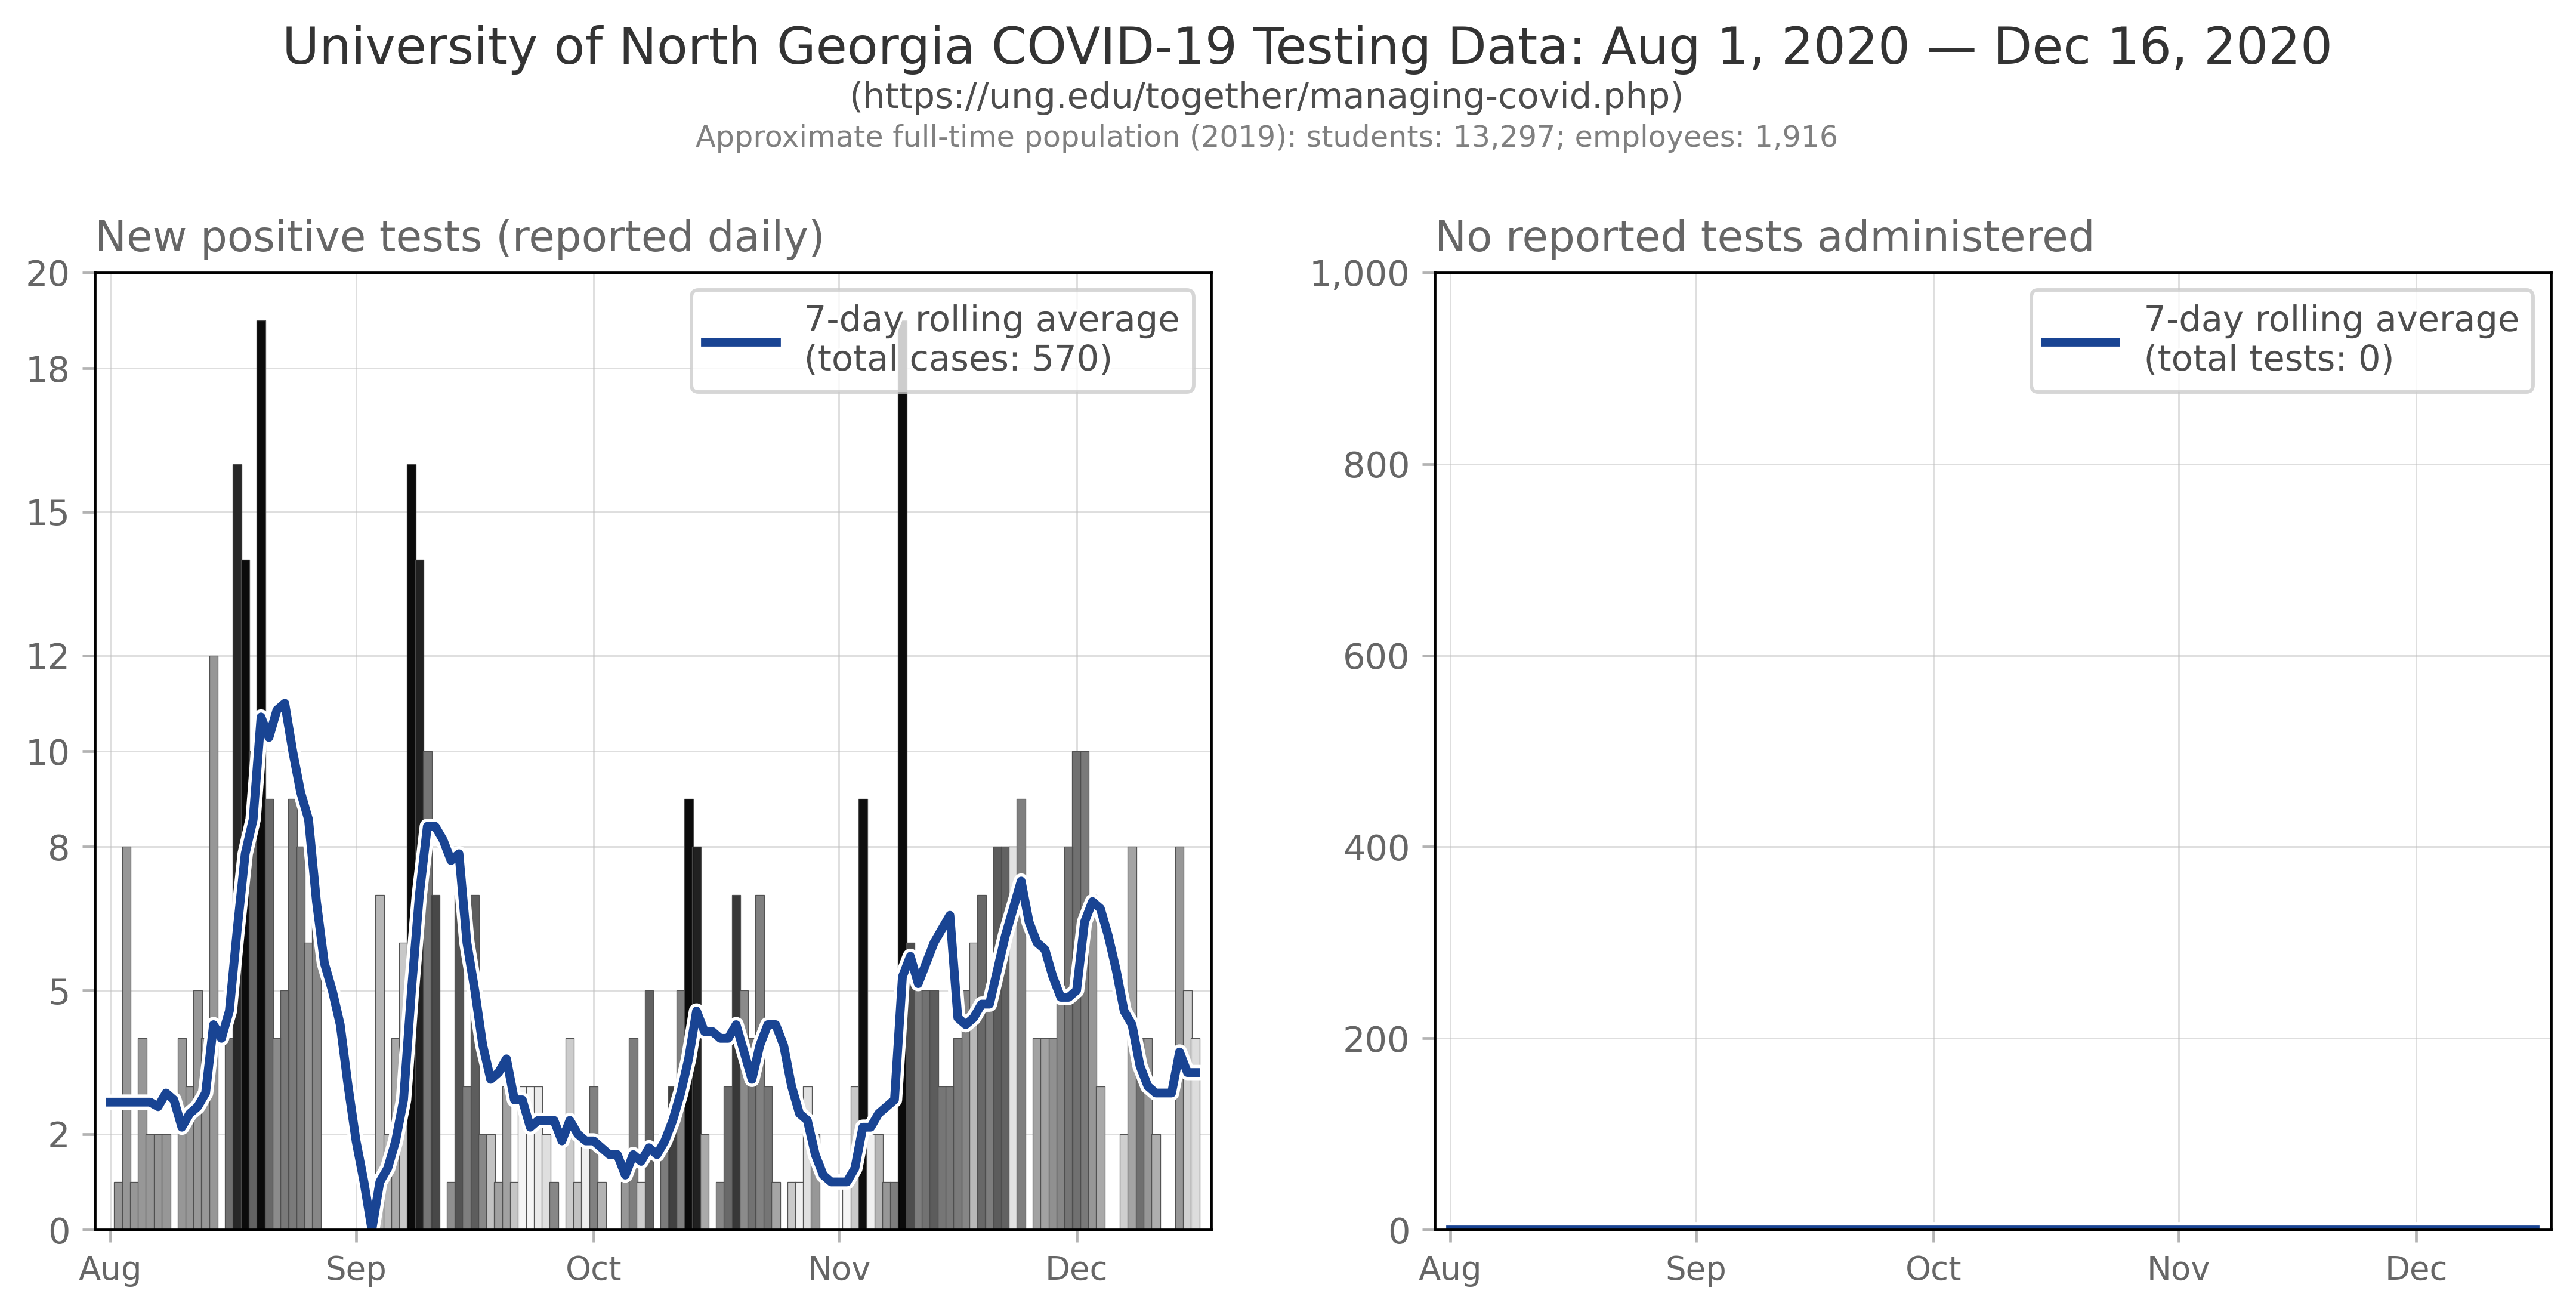 University of North Georgia COVID-19 Testing Data: Aug 1, 2020 — Dec 16, 2020
(https://ung.edu/together/managing-covid.php)
Approximate full-time population (2019): students: 13,297; employees: 1,916
New positive tests (reported daily)
20
18
15
12
10
8
5
2
0
7-day rolling average
(total cases: 570)
Aug
Sep
Oct
Nov
Dec
No reported tests administered
1,000
800
600
400
200
0
7-day rolling average
(total tests: 0)
Aug
Sep
Oct
Nov
Dec